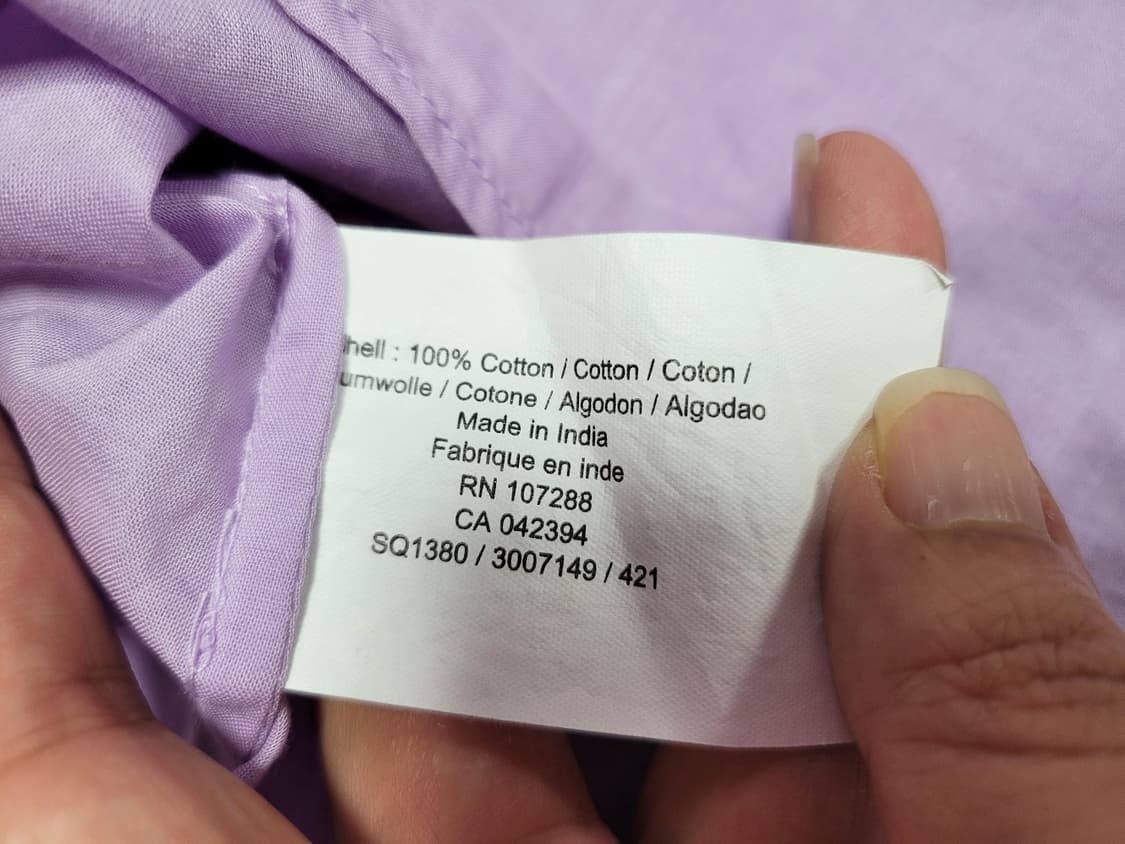 hell : 100% Cotton / Cotton / Coton /
umwolle / Cotone / Algodon / Algodao
Made in India
Fabrique en inde
RN 107288
CA 042394
SQ1380 / 3007149 / 421